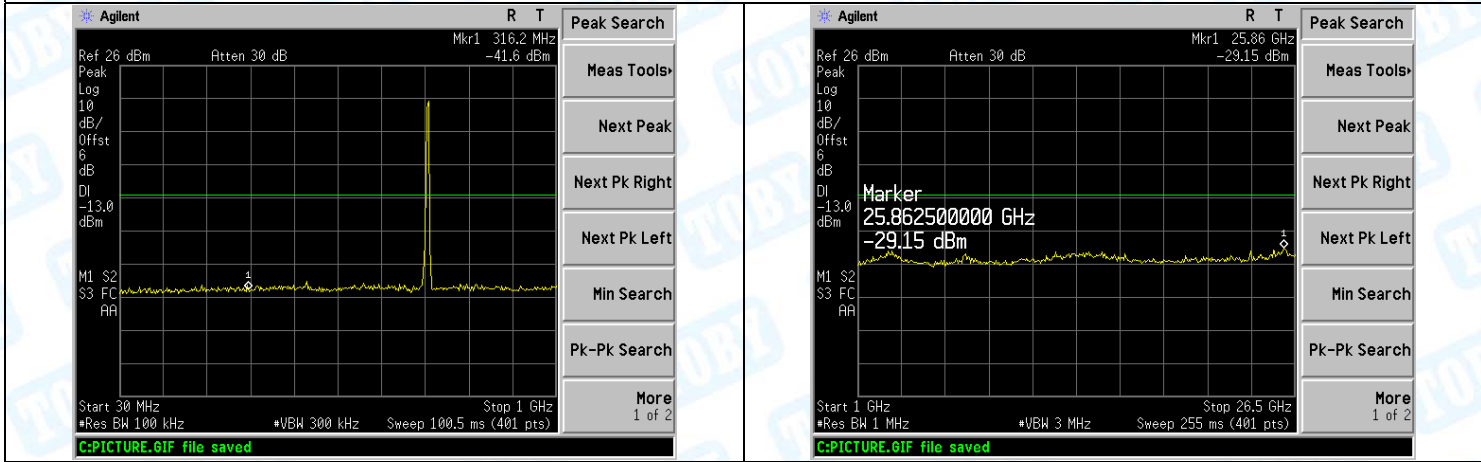 Agilent R T
Mkr1 316.2 MHz
Ref 26 dBm Atten 30 dB -41.6 dBm
Peak
Log
10
dB/
Offst
6
dB
DI
-13.0
dBm
M1 S2
S3 FC
AA
1
Start 30 MHz Stop 1 GHz
#Res BW 100 kHz #VBW 300 kHz Sweep 100.5 ms (401 pts)
C:PICTURE.GIF file saved
Peak Search
Meas Tools
Next Peak
Next Pk Right
Next Pk Left
Min Search
Pk-Pk Search
More
1 of 2
Agilent R T
Mkr1 25.86 GHz
Ref 26 dBm Atten 30 dB -29.15 dBm
Peak
Log
10
dB/
Offst
6
dB
DI
-13.0
dBm
Marker
25.862500000 GHz
-29.15 dBm
1
M1 S2
S3 FC
AA
Start 1 GHz Stop 26.5 GHz
#Res BW 1 MHz #VBW 3 MHz Sweep 255 ms (401 pts)
C:PICTURE.GIF file saved
Peak Search
Meas Tools
Next Peak
Next Pk Right
Next Pk Left
Min Search
Pk-Pk Search
More
1 of 2
TOBY